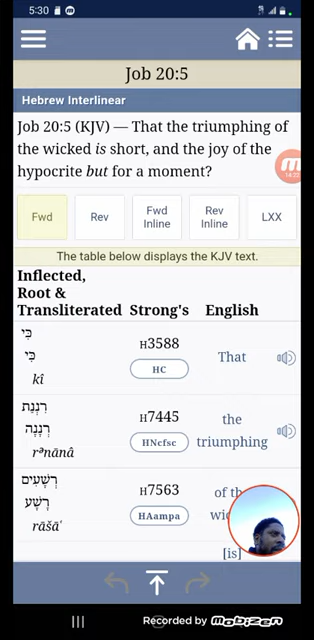 5:30
Job 20:5
Hebrew Interlinear
Job 20:5 (KJV) — That the triumphing of
the wicked is short, and the joy of the
hypocrite but for a moment?
Fwd
Rev
Fwd
Inline
Rev
Inline
LXX
The table below displays the KJV text.
Inflected,
Root &
Transliterated Strong's English
כִּי
כִּי
kî
H3588
HC
That
רִנְנַת
רְנָנָה
rᵊnānâ
H7445
HNcfsc
the
triumphing
רְשָׁעִים
רָשָׁע
rāšāʿ
H7563
HAampa
of
[is]
Recorded by mobizen